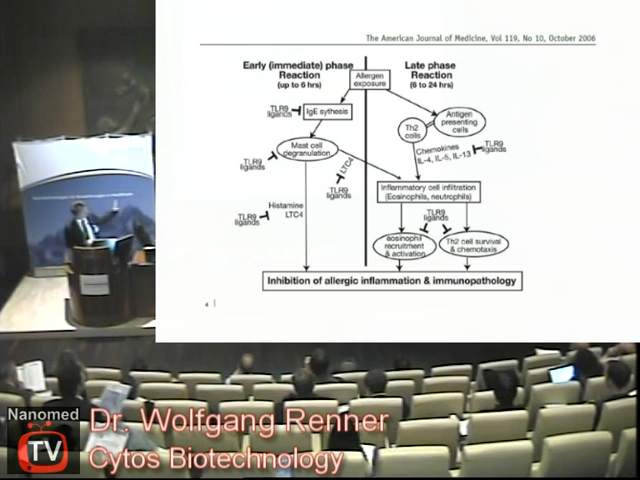 The American Journal of Medicine, Vol 119, No 10, October 2006
Early (immediate) phase
Reaction
(up to 6 hrs)
Late phase
Reaction
(6 to 24 hrs)
Allergen
exposure
TLR9
ligands
IgE sythesis
Antigen
presenting
cells
Th2
cells
Mast cell
degranulation
TLR9
ligands
LTC4
TLR9
ligands
Chemokines
IL-4, IL-5, IL-13
TLR9
ligands
Inflammatory cell infiltration
(Eosinophils, neutrophils)
Histamine
LTC4
TLR9
ligands
TLR9
ligands
eosinophil
recruitment
& activation
Th2 cell survival
& chemotaxis
Inhibition of allergic inflammation & immunopathology
Nanomed
TV
Dr. Wolfgang Renner
Cytos Biotechnology